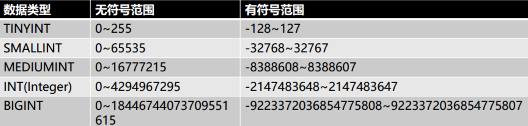 数据类型 无符号范围 有符号范围
TINYINT 0~255 -128~127
SMALLINT 0~65535 -32768~32767
MEDIUMINT 0~16777215 -8388608~8388607
INT(Integer) 0~4294967295 -2147483648~2147483647
BIGINT 0~18446744073709551 -9223372036854775808~9223372036854775807
615